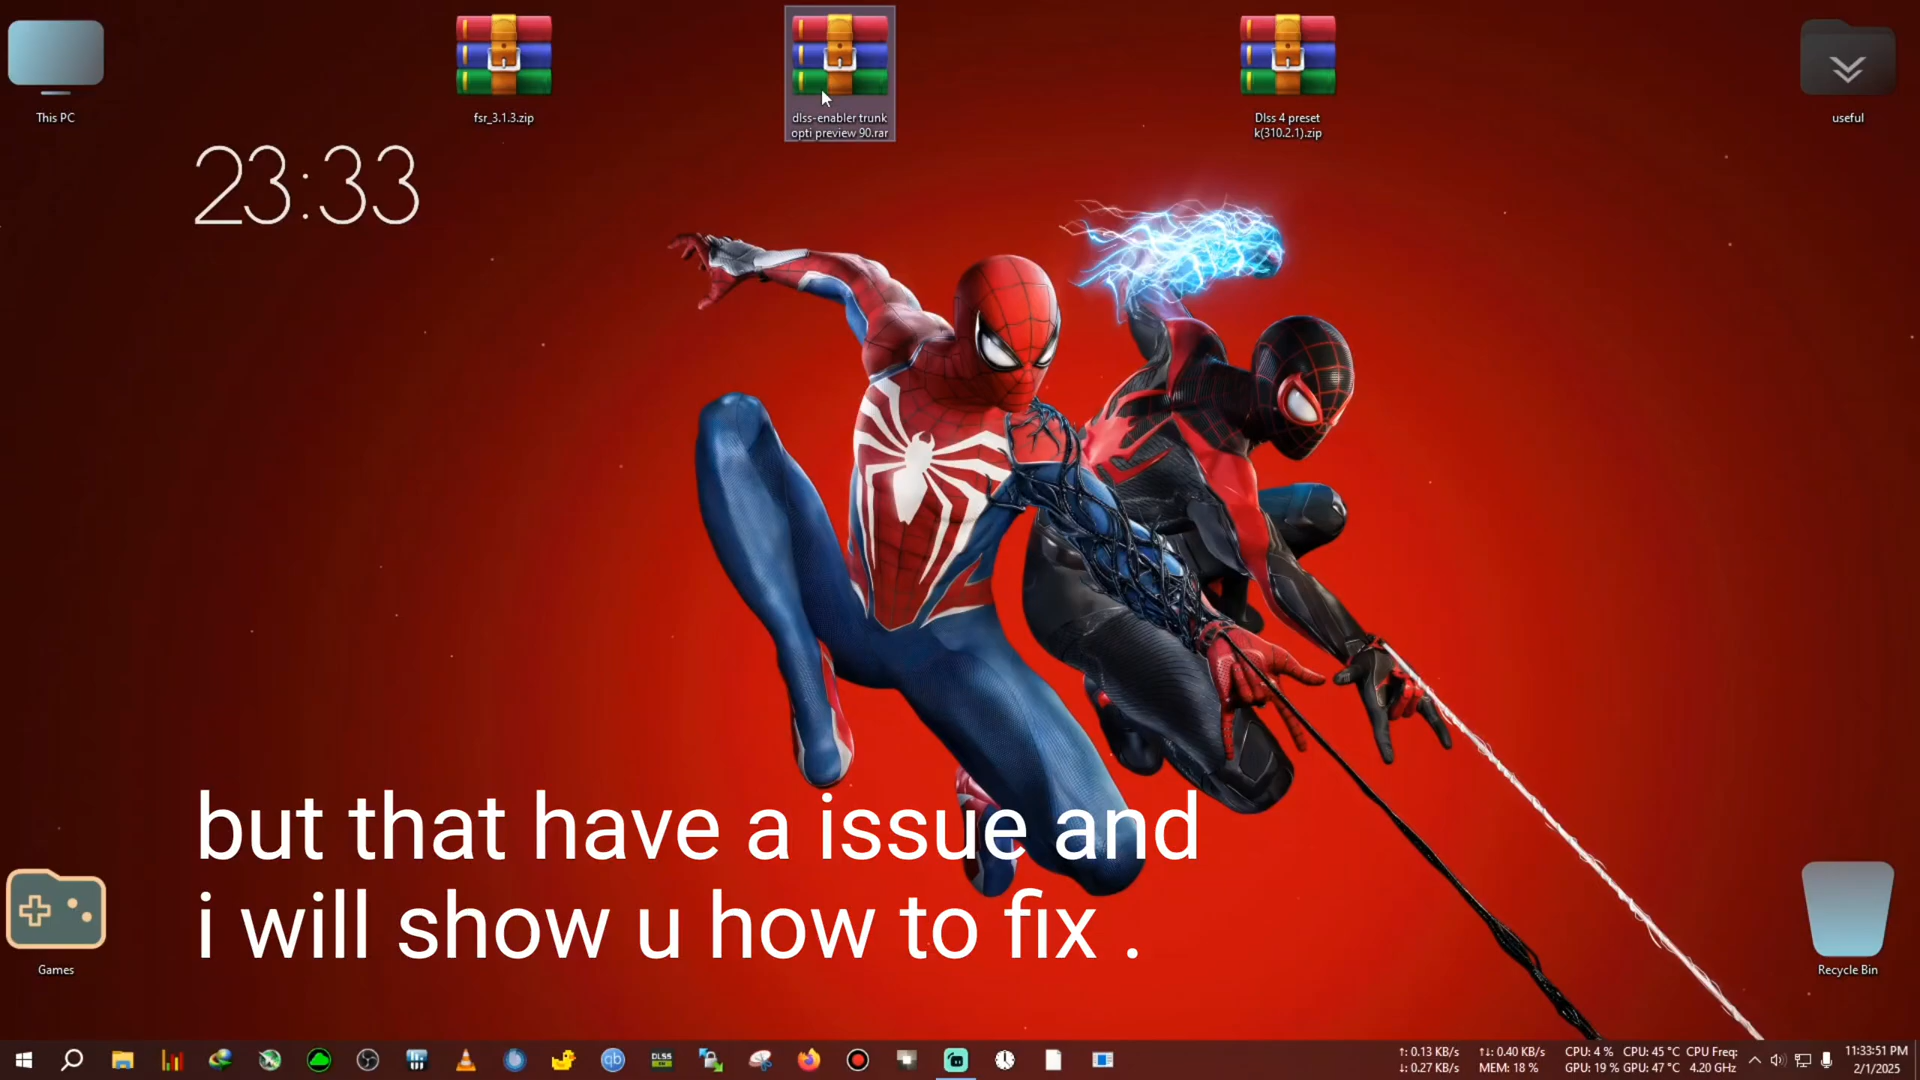 This PC
fsr_3.1.3.zip
dlss-enabler trunk
opti preview 90.rar
Dlss 4 preset
k(310.2.1).zip
useful
23:33
but that have a issue and
i will show u how to fix .
Games
Recycle Bin
DLSS
qb
↑: 0.13 KB/s
↓: 0.27 KB/s
↑↓: 0.40 KB/s
MEM: 18 %
CPU: 4 % CPU: 45 °C CPU Freq:
GPU: 19 % GPU: 47 °C 4.20 GHz
11:33:51 PM
2/1/2025